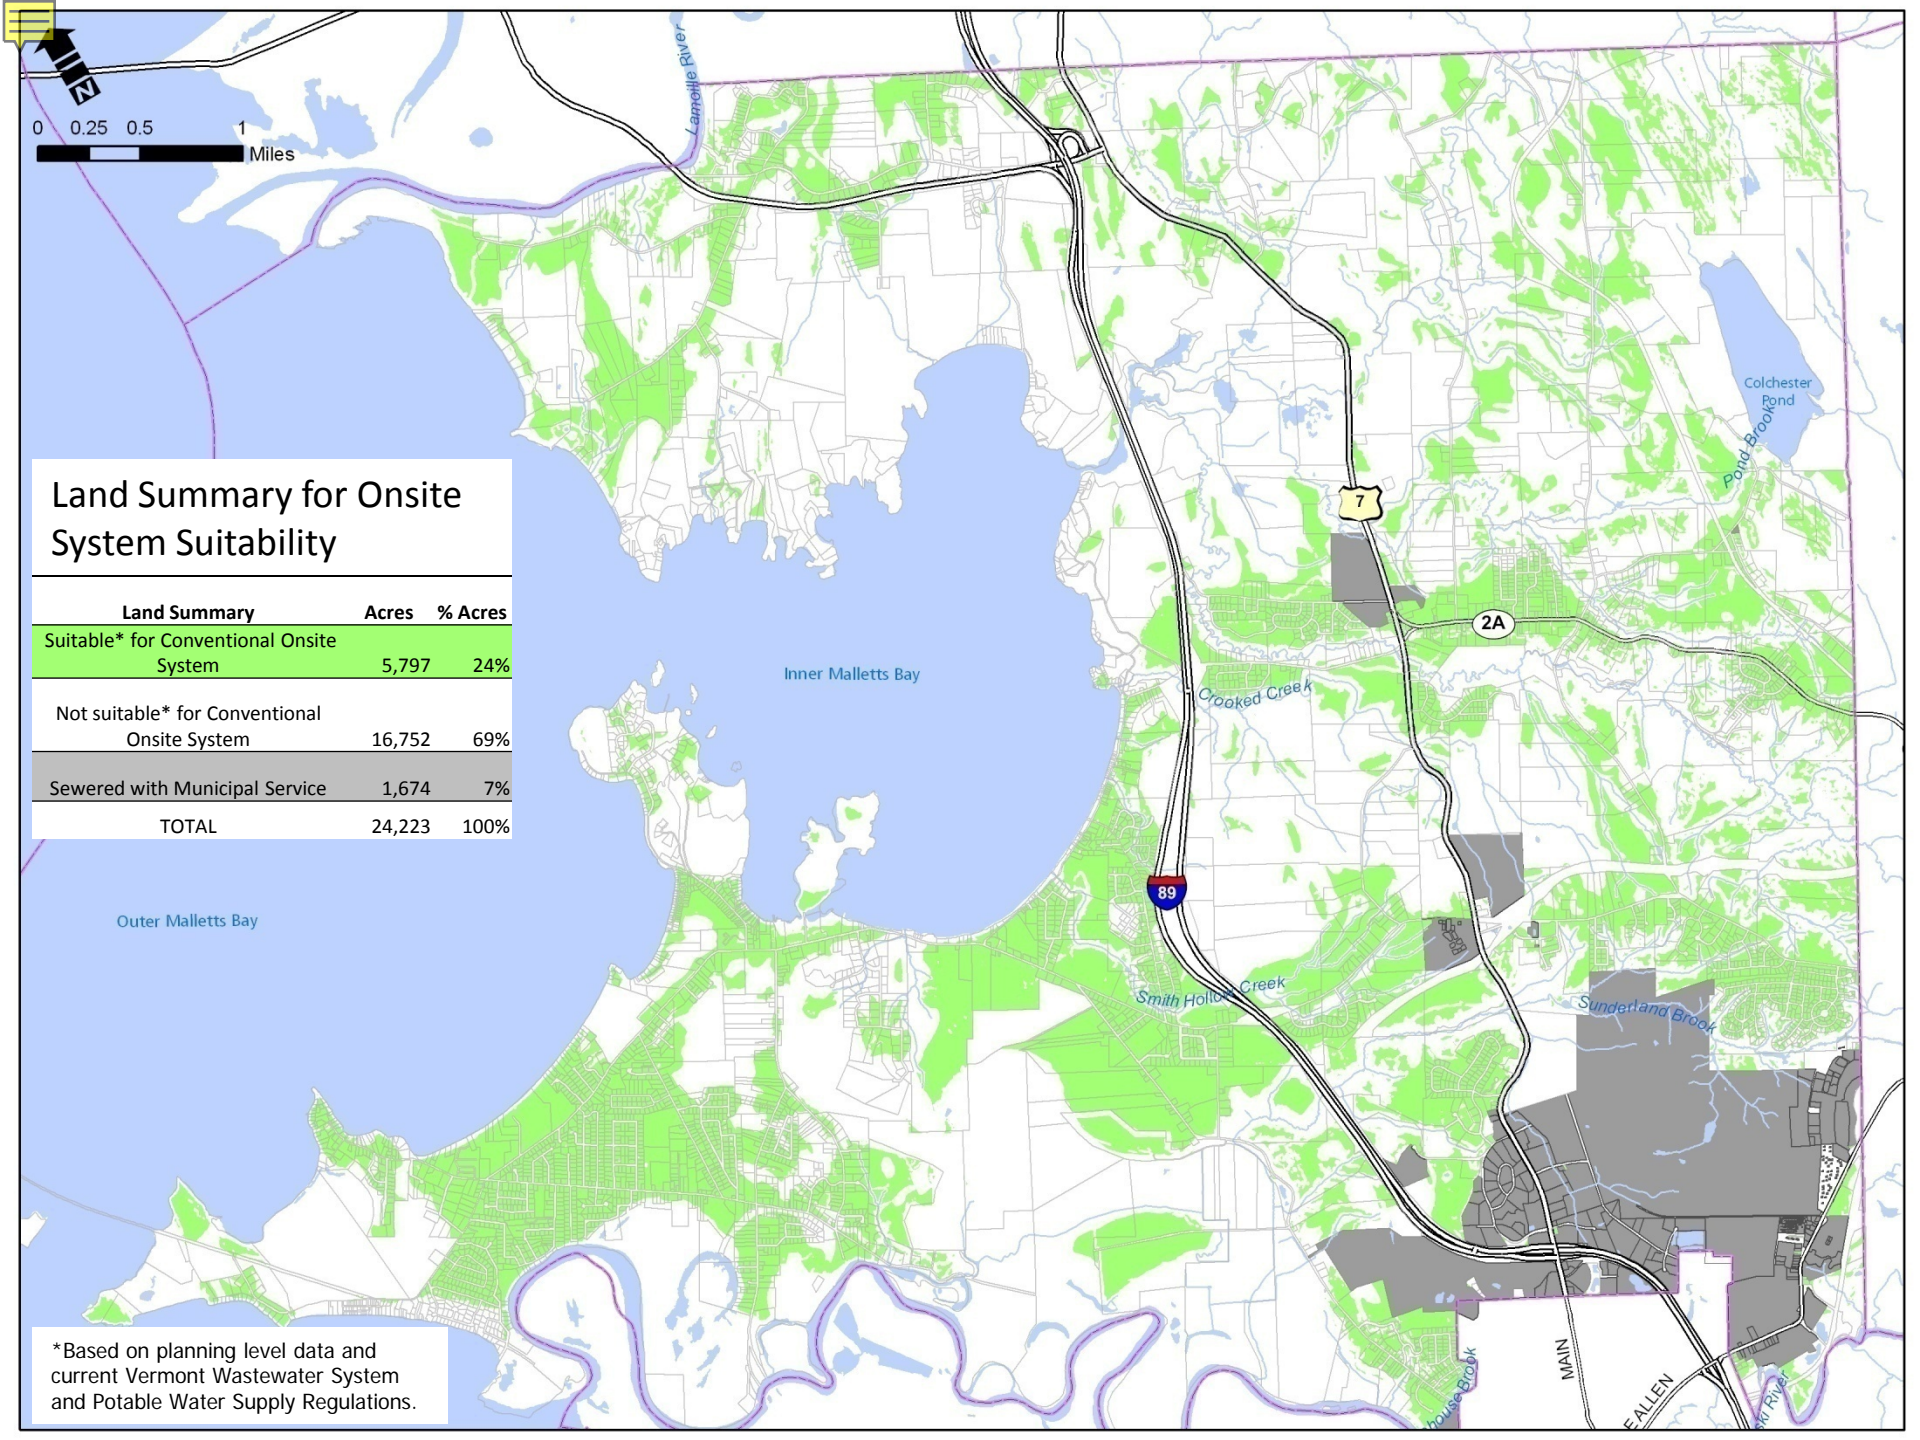 N
0 0.25 0.5 1
Miles
Lamoille River
Colchester
Pond
Pond Brook
7
2A
Land Summary for Onsite
System Suitability
Land Summary Acres % Acres
Suitable* for Conventional Onsite
System 5,797 24%
Not suitable* for Conventional
Onsite System 16,752 69%
Sewered with Municipal Service 1,674 7%
TOTAL 24,223 100%
Inner Malletts Bay
Crooked Creek
89
Outer Malletts Bay
Smith Hollow Creek
Sunderland Brook
*Based on planning level data and
current Vermont Wastewater System
and Potable Water Supply Regulations.
house Brook
MAIN
E ALLEN
ski River